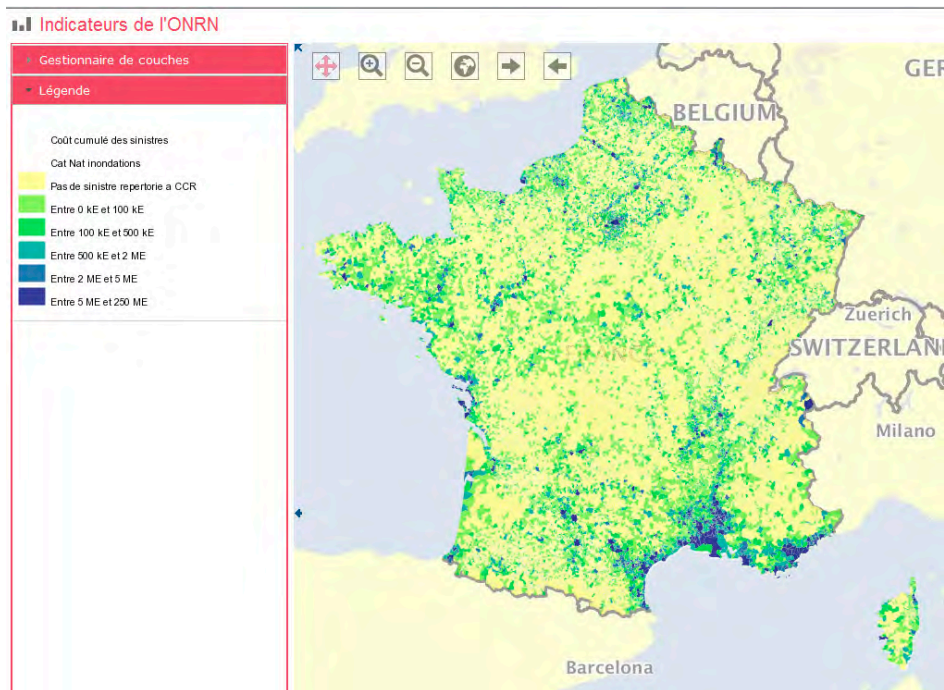 Indicateurs de l'ONRN
Gestionnaire de couches
Légende
Coût cumulé des sinistres
Cat Nat inondations
Pas de sinistre repertorie a CCR
Entre 0 kE et 100 kE
Entre 100 kE et 500 kE
Entre 500 kE et 2 ME
Entre 2 ME et 5 ME
Entre 5 ME et 250 ME
GER
BELGIUM
FRANCE
Zuerich
SWITZERLAND
Milano
Barcelona